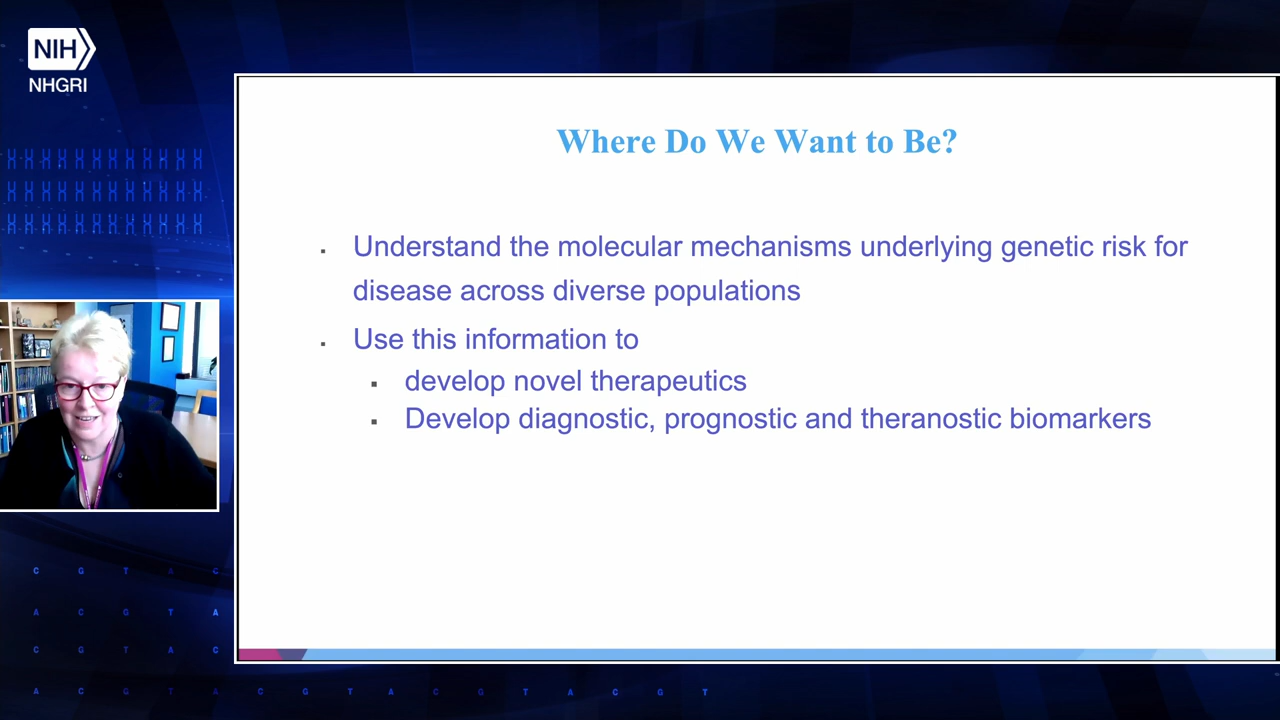 NIH
NHGRI
Where Do We Want to Be?
Understand the molecular mechanisms underlying genetic risk for
disease across diverse populations
Use this information to
develop novel therapeutics
Develop diagnostic, prognostic and theranostic biomarkers
C G T A C
A C G T A
C G T A C
A C G T A C G T A C G T A C G T